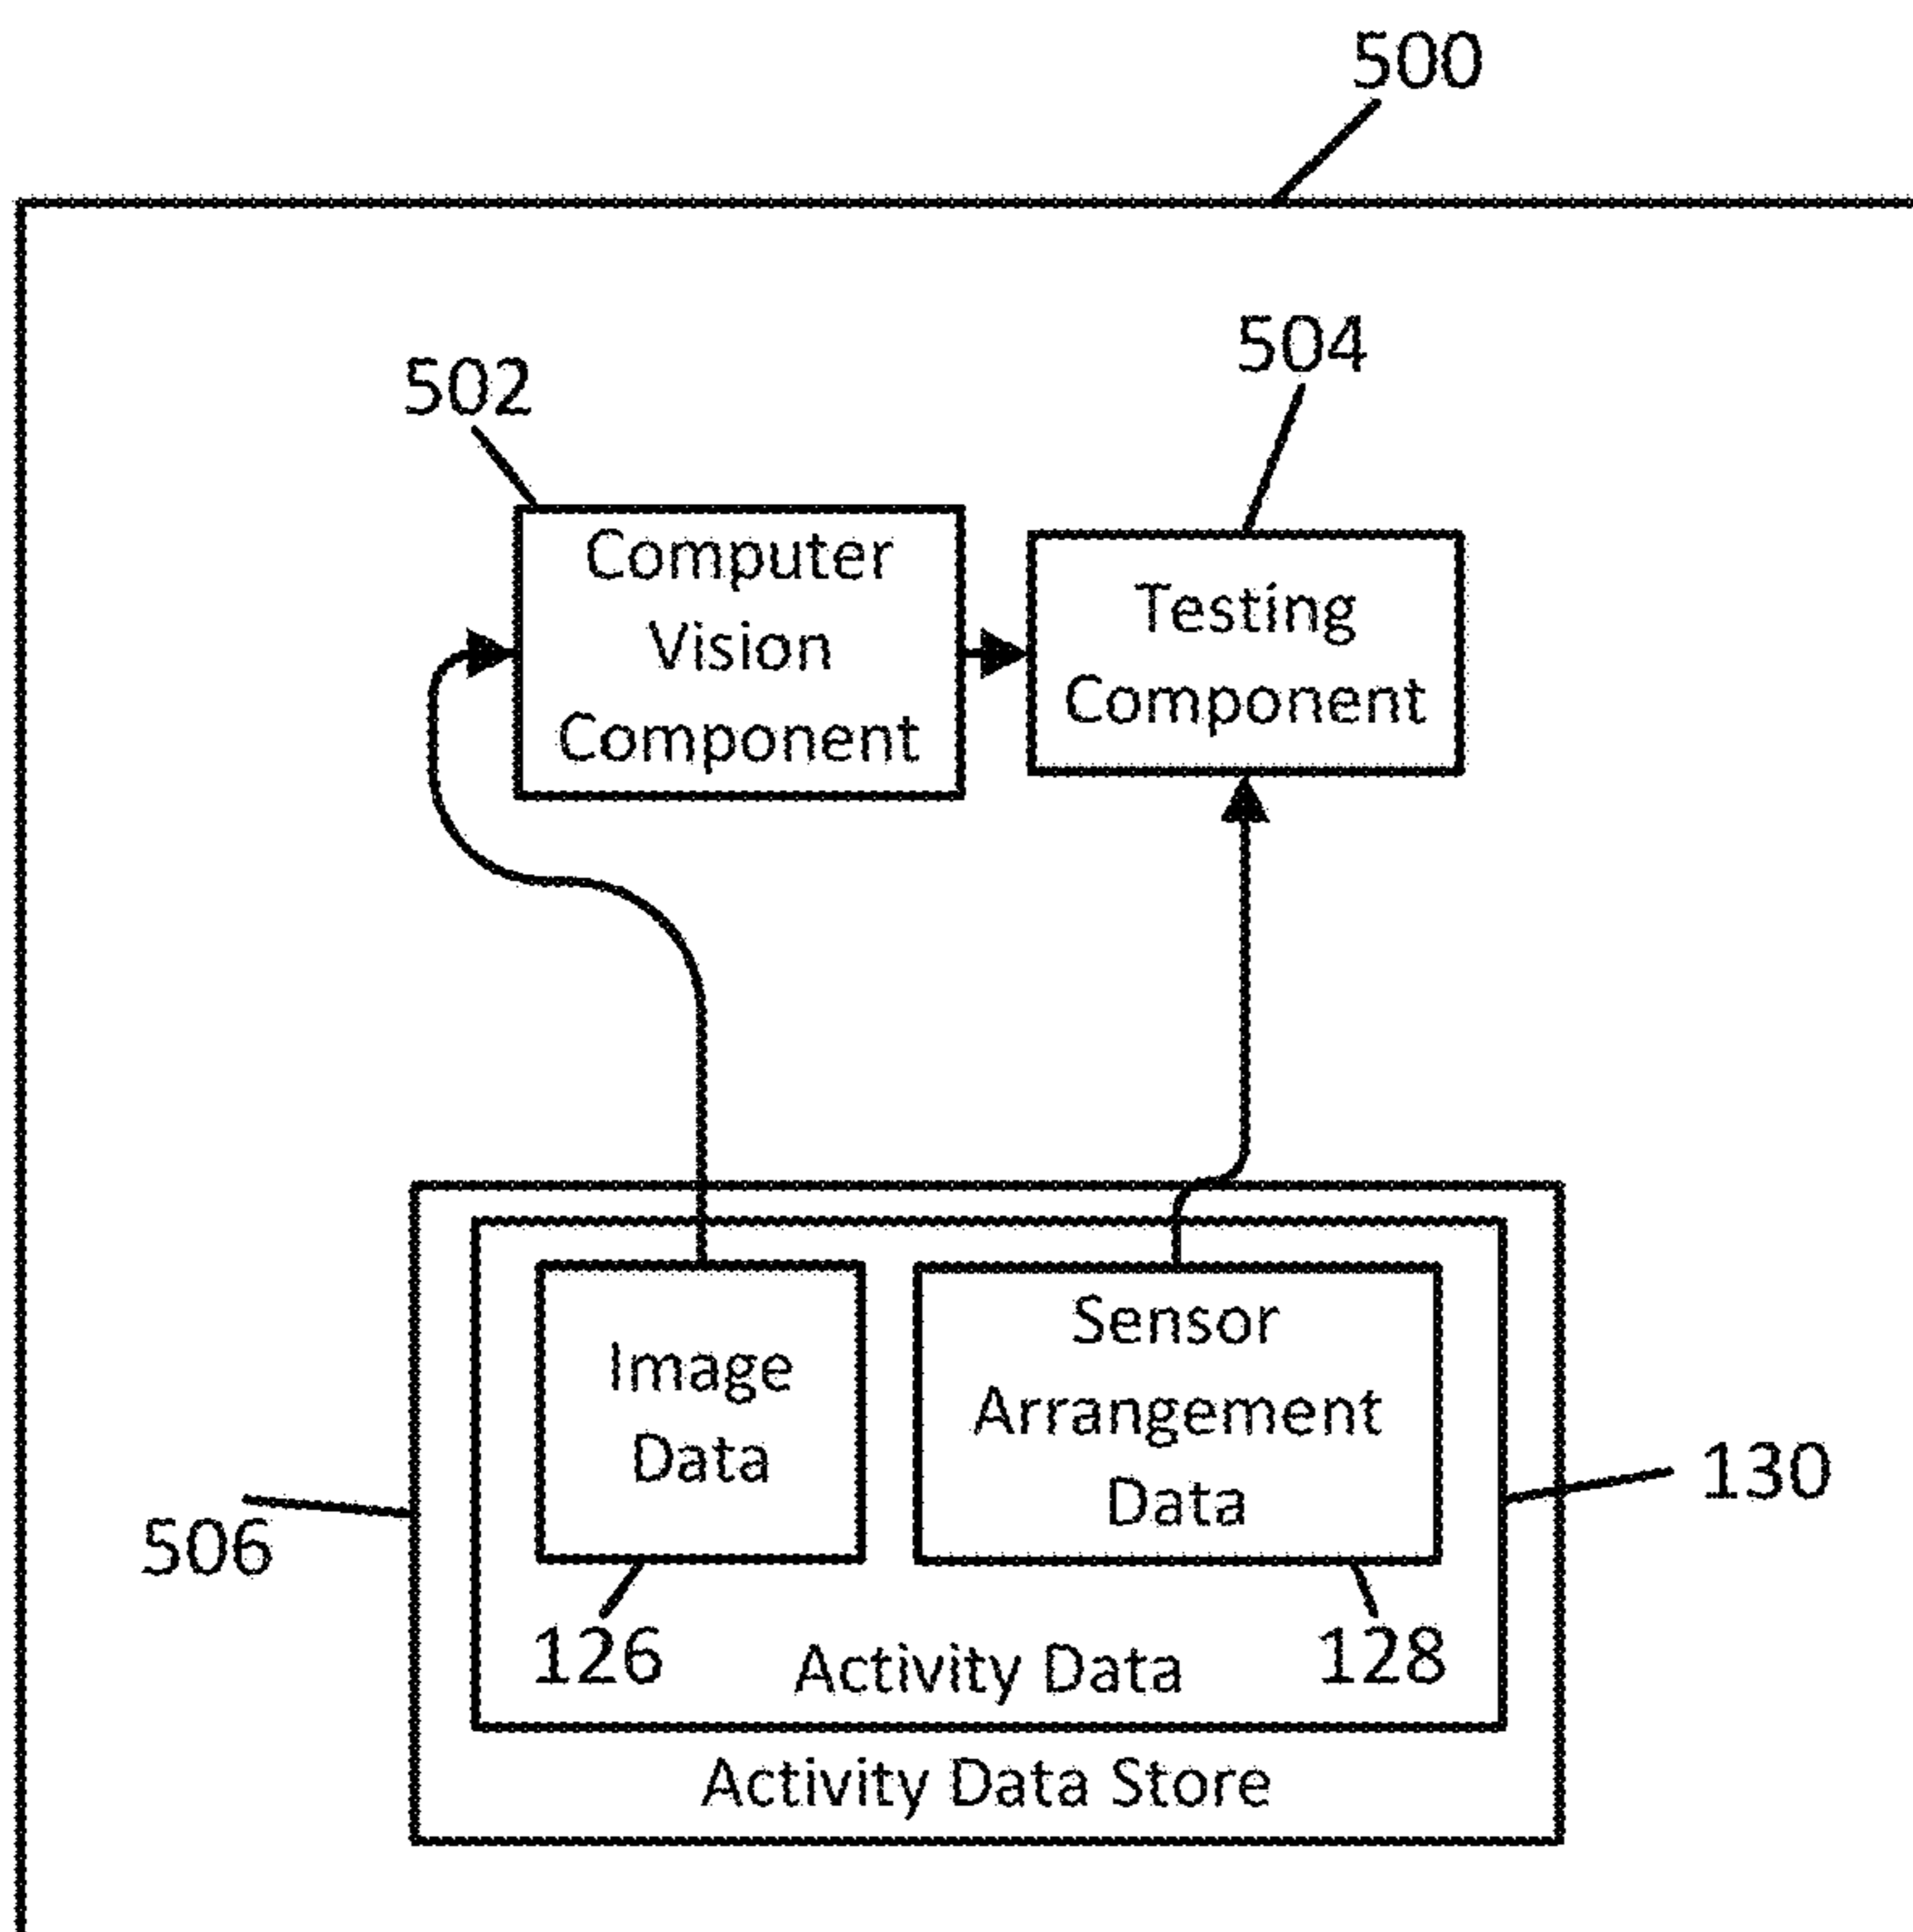 500
504
502
Computer
Vision
Component
Testing
Component
Image
Data
Sensor
Arrangement
Data
130
506
126
128
Activity Data
Activity Data Store